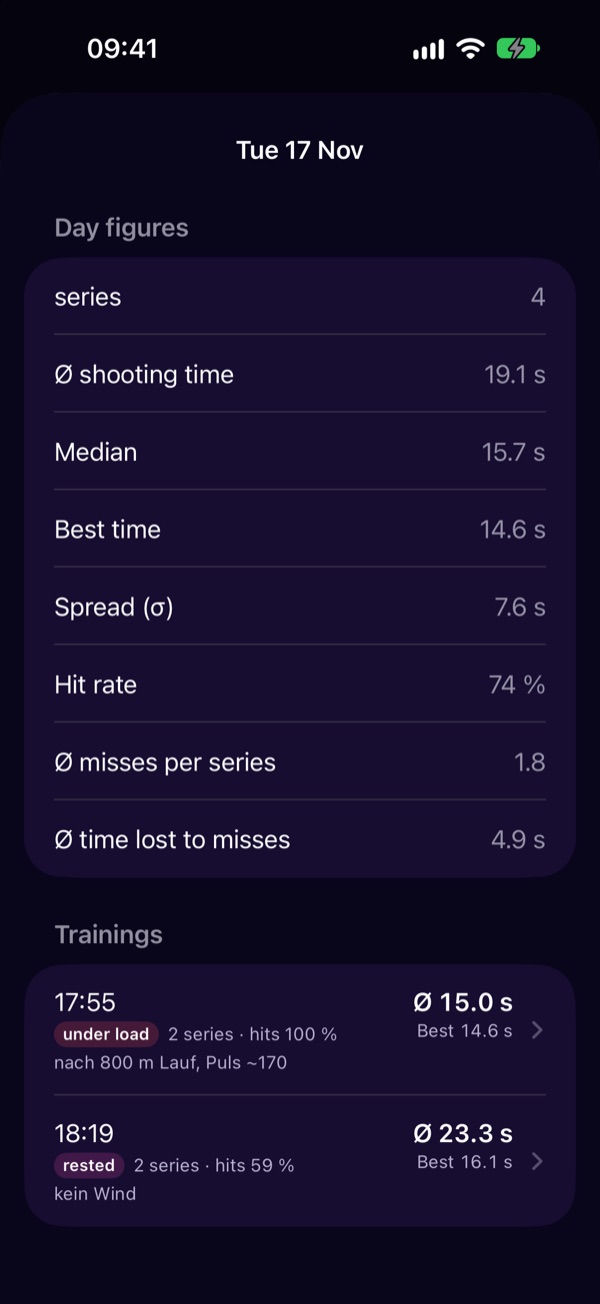 09:41
Tue 17 Nov
Day figures
series 4
Ø shooting time 19.1 s
Median 15.7 s
Best time 14.6 s
Spread (σ) 7.6 s
Hit rate 74 %
Ø misses per series 1.8
Ø time lost to misses 4.9 s
Trainings
17:55 Ø 15.0 s
under load 2 series · hits 100 % Best 14.6 s
nach 800 m Lauf, Puls ~170
18:19 Ø 23.3 s
rested 2 series · hits 59 % Best 16.1 s
kein Wind